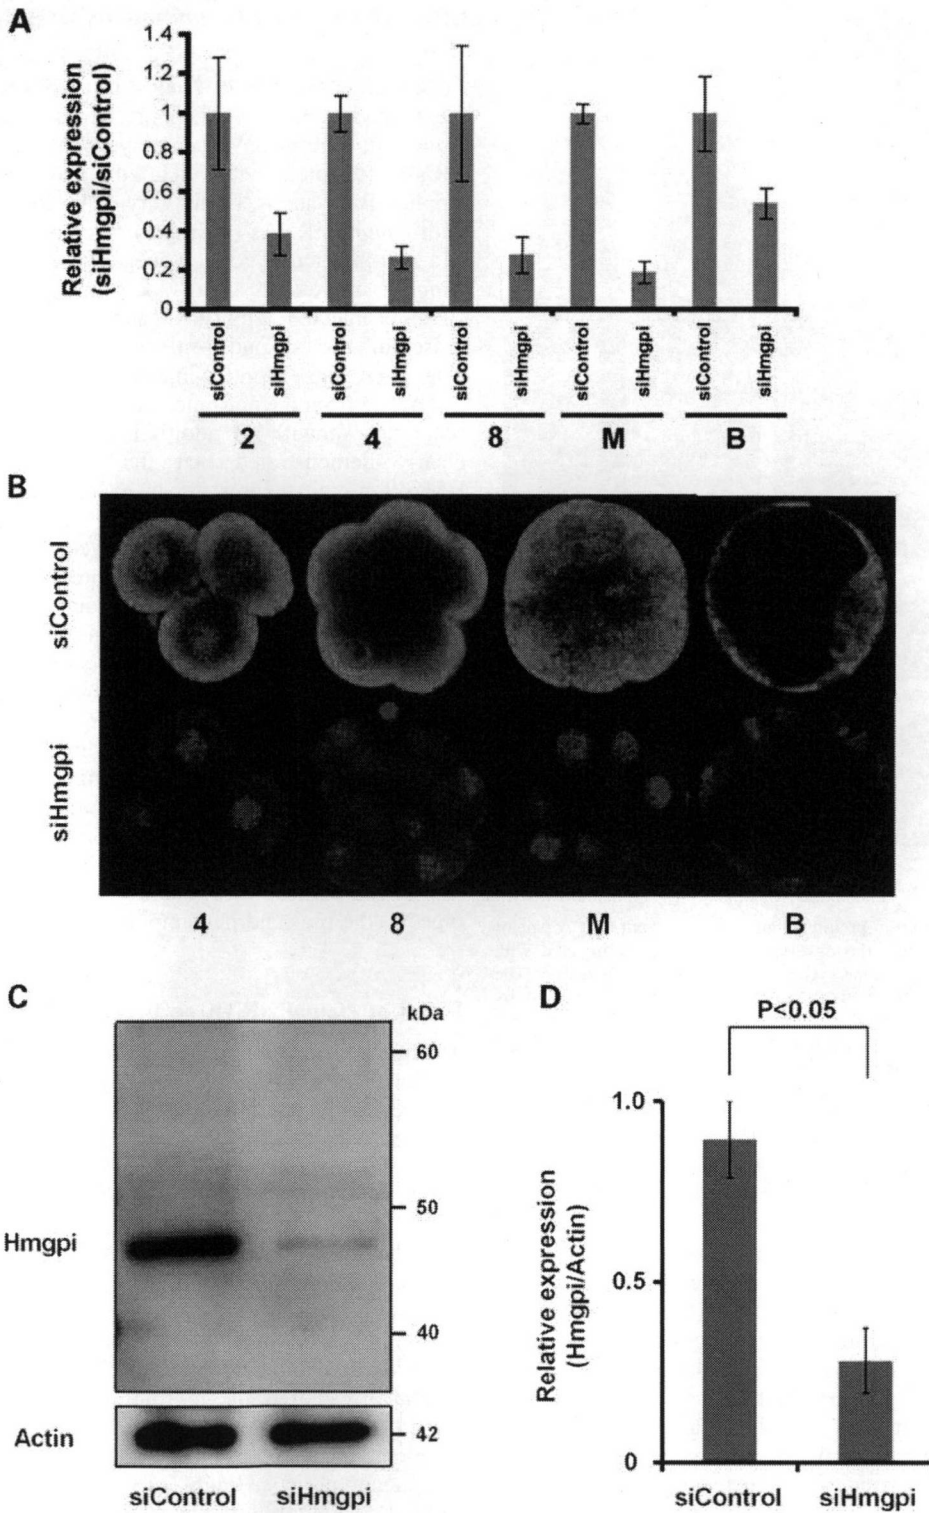 A
Relative expression
(siHmgpi/siControl)
1.4
1.2
1
0.8
0.6
0.4
0.2
0
siControl
siHmgpi
siControl
siHmgpi
siControl
siHmgpi
siControl
siHmgpi
siControl
siHmgpi
2
4
8
M
B
B
siControl
siHmgpi
4
8
M
B
C
kDa
60
50
Hmgpi
40
Actin
42
siControl
siHmgpi
D
P<0.05
Relative expression
(Hmgpi/Actin)
1.0
0.5
0
siControl
siHmgpi